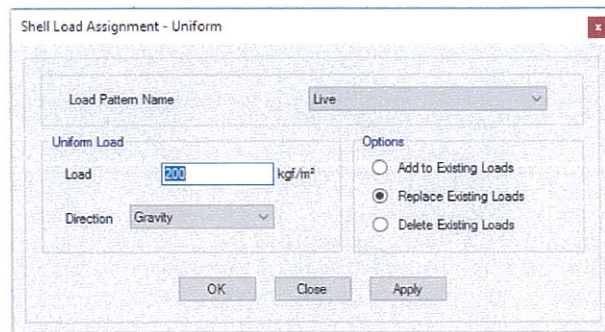 Shell Load Assignment - Uniform
x
Load Pattern Name
Live
Uniform Load
Load
200
kgf/m²
Direction
Gravity
Options
Add to Existing Loads
Replace Existing Loads
Delete Existing Loads
OK
Close
Apply